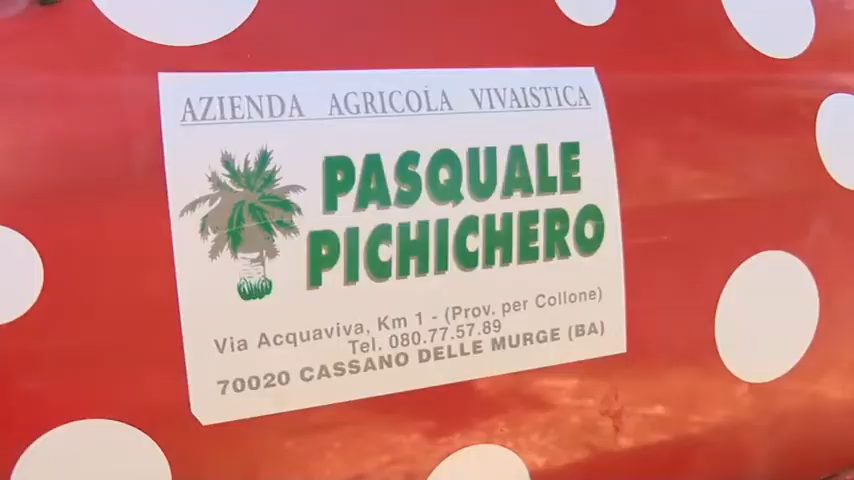 AZIENDA AGRICOLA VIVAISTICA
PASQUALE
PICHICHERO
Via Acquaviva, Km 1 - (Prov. per Collone)
Tel. 080.77.57.89
70020 CASSANO DELLE MURGE (BA)